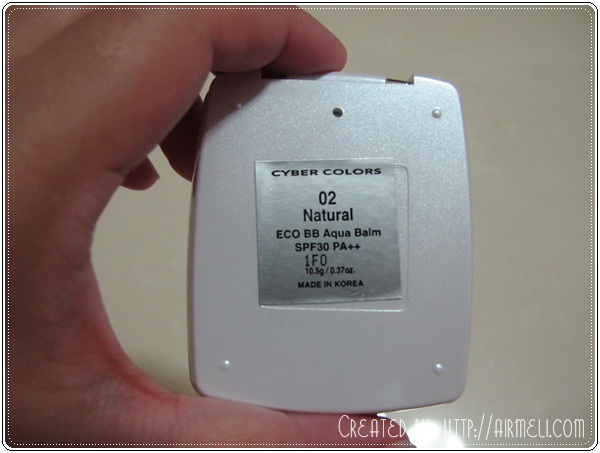 CYBER COLORS
02
Natural
ECO BB Aqua Balm
SPF30 PA++
1F0
10.5g / 0.37oz.
MADE IN KOREA
CREATED BY HTTP://AIRMELI.COM